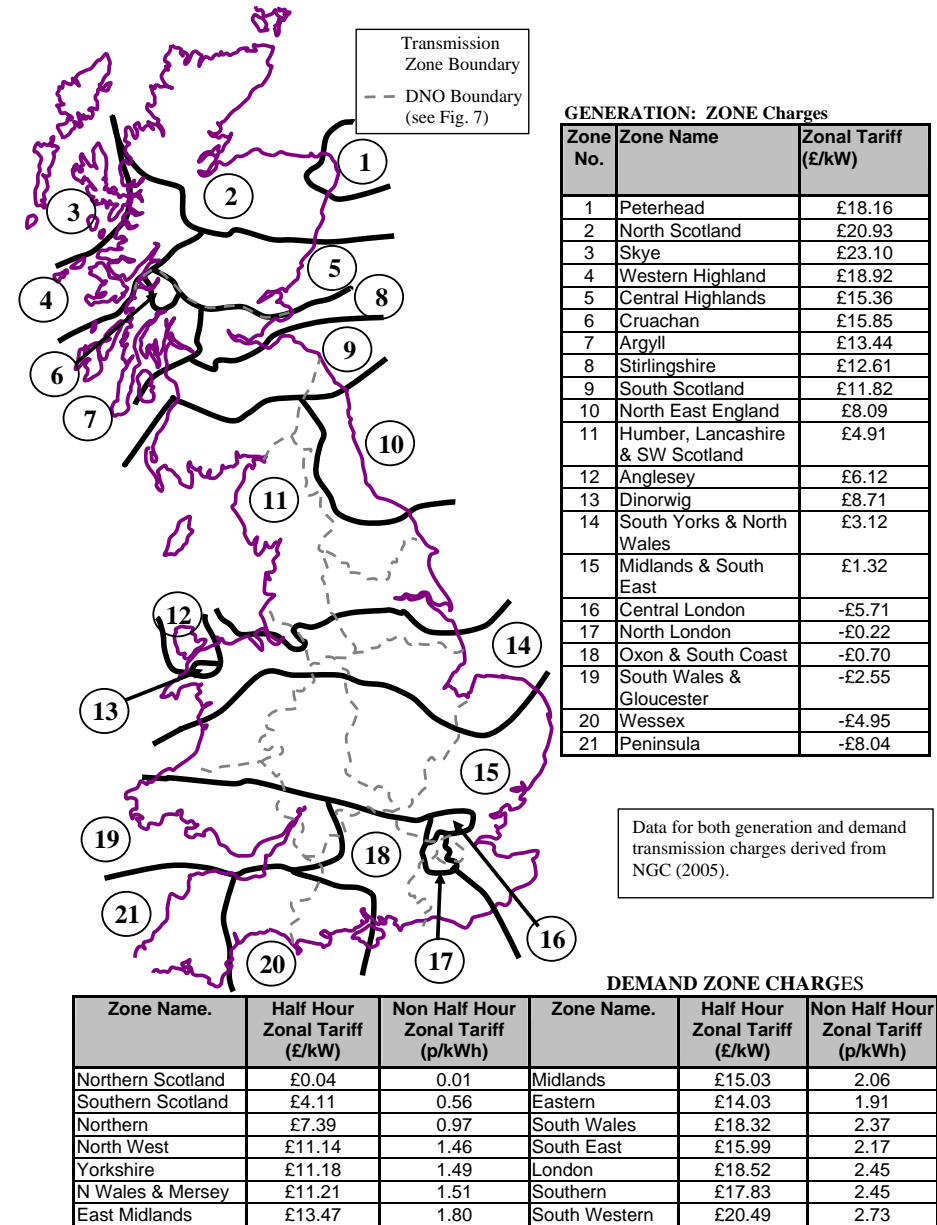 Transmission
Zone Boundary
DNO Boundary
(see Fig. 7)
1
2
3
4
5
6
7
8
9
10
11
12
13
14
15
16
17
18
19
20
21
GENERATION: ZONE Charges
Zone No. Zone Name Zonal Tariff (£/kW)
1 Peterhead £18.16
2 North Scotland £20.93
3 Skye £23.10
4 Western Highland £18.92
5 Central Highlands £15.36
6 Cruachan £15.85
7 Argyll £13.44
8 Stirlingshire £12.61
9 South Scotland £11.82
10 North East England £8.09
11 Humber, Lancashire £4.91
& SW Scotland
12 Anglesey £6.12
13 Dinorwig £8.71
14 South Yorks & North £3.12
Wales
15 Midlands & South £1.32
East
16 Central London -£5.71
17 North London -£0.22
18 Oxon & South Coast -£0.70
19 South Wales & -£2.55
Gloucester
20 Wessex -£4.95
21 Peninsula -£8.04
Data for both generation and demand
transmission charges derived from
NGC (2005).
DEMAND ZONE CHARGES
Zone Name. Half Hour Non Half Hour Zone Name. Half Hour Non Half Hour
Zonal Tariff Zonal Tariff Zonal Tariff Zonal Tariff
(£/kW) (p/kWh) (£/kW) (p/kWh)
Northern Scotland £0.04 0.01 Midlands £15.03 2.06
Southern Scotland £4.11 0.56 Eastern £14.03 1.91
Northern £7.39 0.97 South Wales £18.32 2.37
North West £11.14 1.46 South East £15.99 2.17
Yorkshire £11.18 1.49 London £18.52 2.45
N Wales & Mersey £11.21 1.51 Southern £17.83 2.45
East Midlands £13.47 1.80 South Western £20.49 2.73